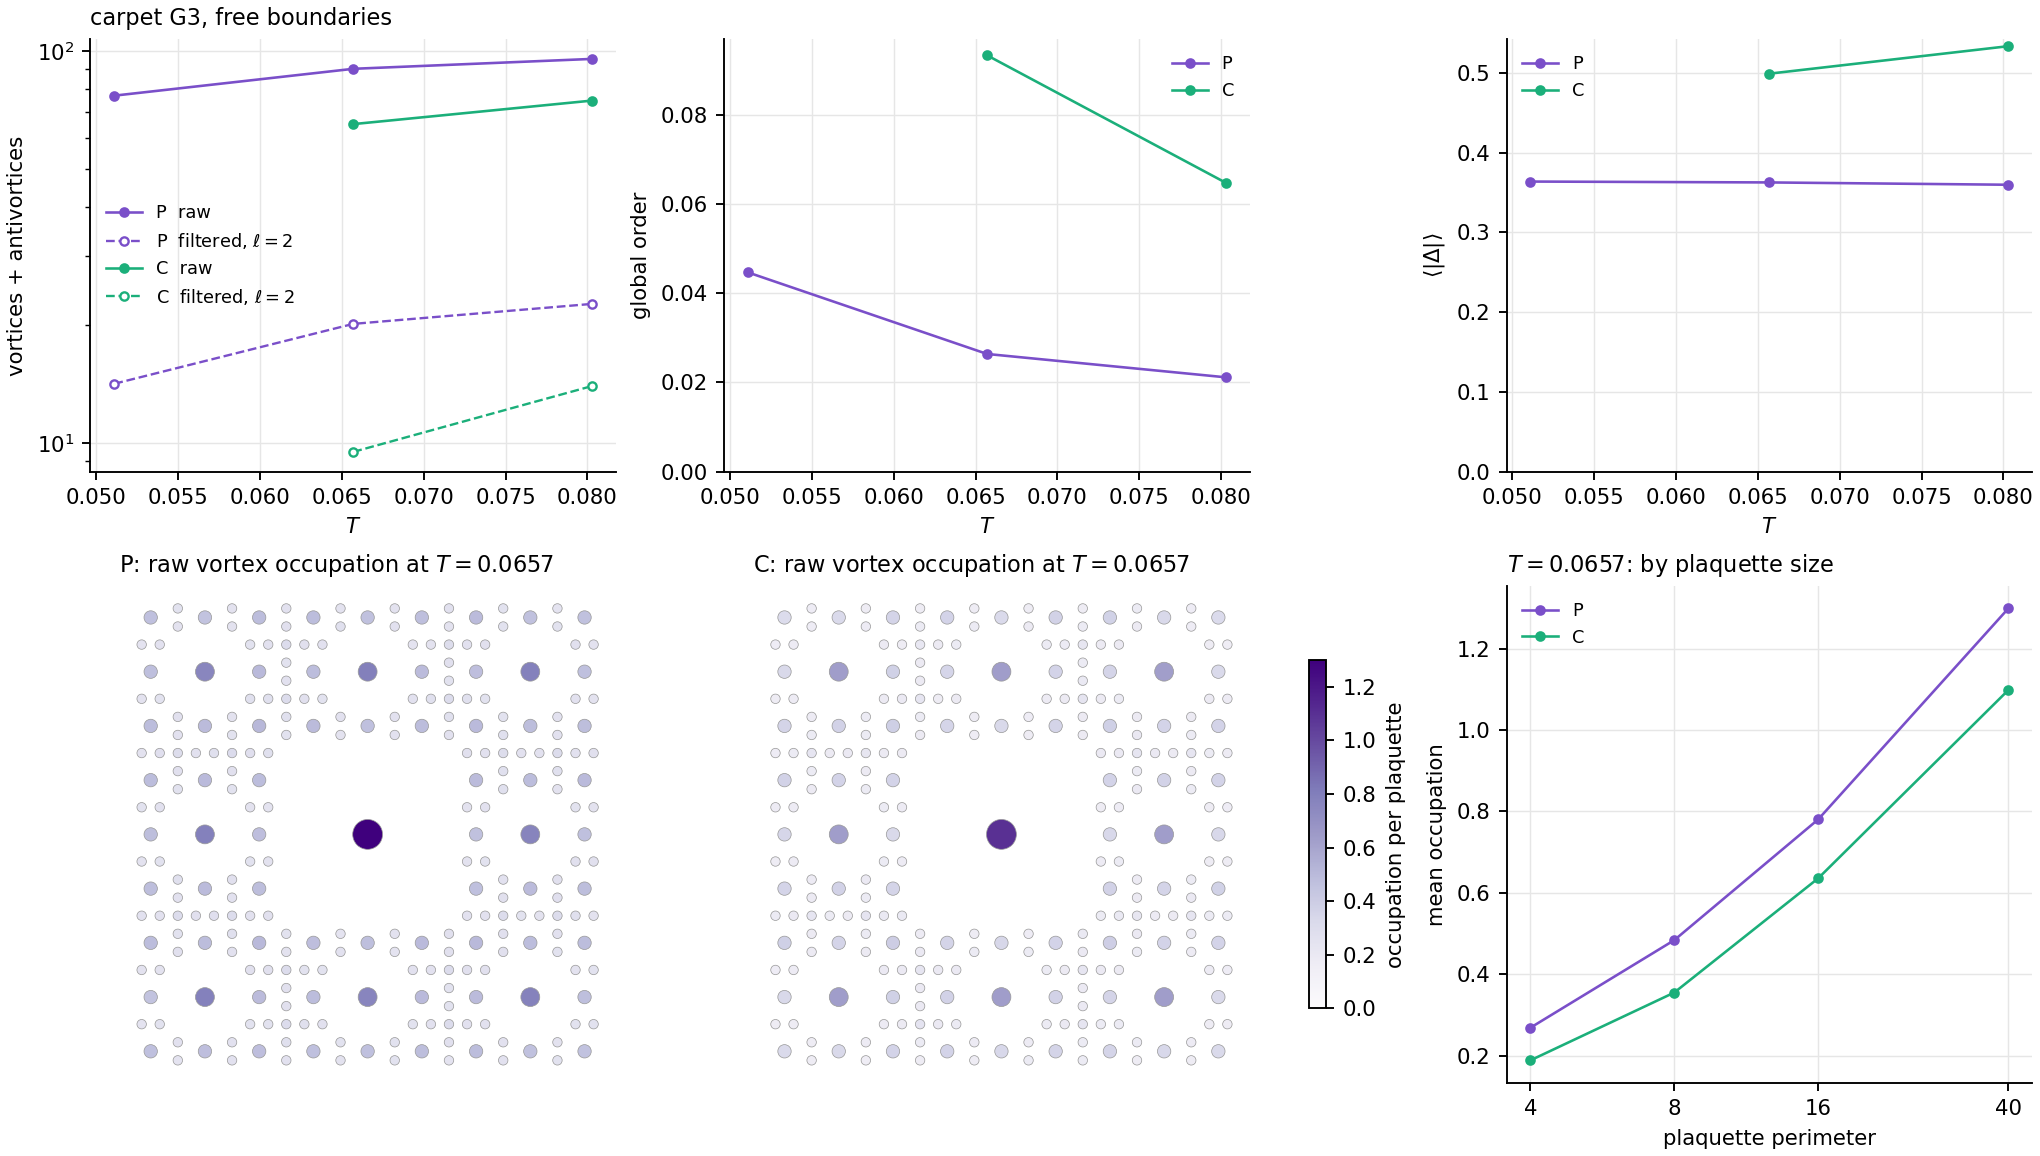 carpet G3, free boundaries
vortices + antivortices
10²
10¹
P raw
P filtered, ℓ = 2
C raw
C filtered, ℓ = 2
0.050 0.055 0.060 0.065 0.070 0.075 0.080
T
global order
0.08
0.06
0.04
0.02
0.00
P
C
0.050 0.055 0.060 0.065 0.070 0.075 0.080
T
⟨|Δ|⟩
0.5
0.4
0.3
0.2
0.1
0.0
P
C
0.050 0.055 0.060 0.065 0.070 0.075 0.080
T
P: raw vortex occupation at T = 0.0657
C: raw vortex occupation at T = 0.0657
1.2
1.0
0.8
0.6
0.4
0.2
0.0
occupation per plaquette
T = 0.0657: by plaquette size
P
C
mean occupation
1.2
1.0
0.8
0.6
0.4
0.2
4 8 16 40
plaquette perimeter